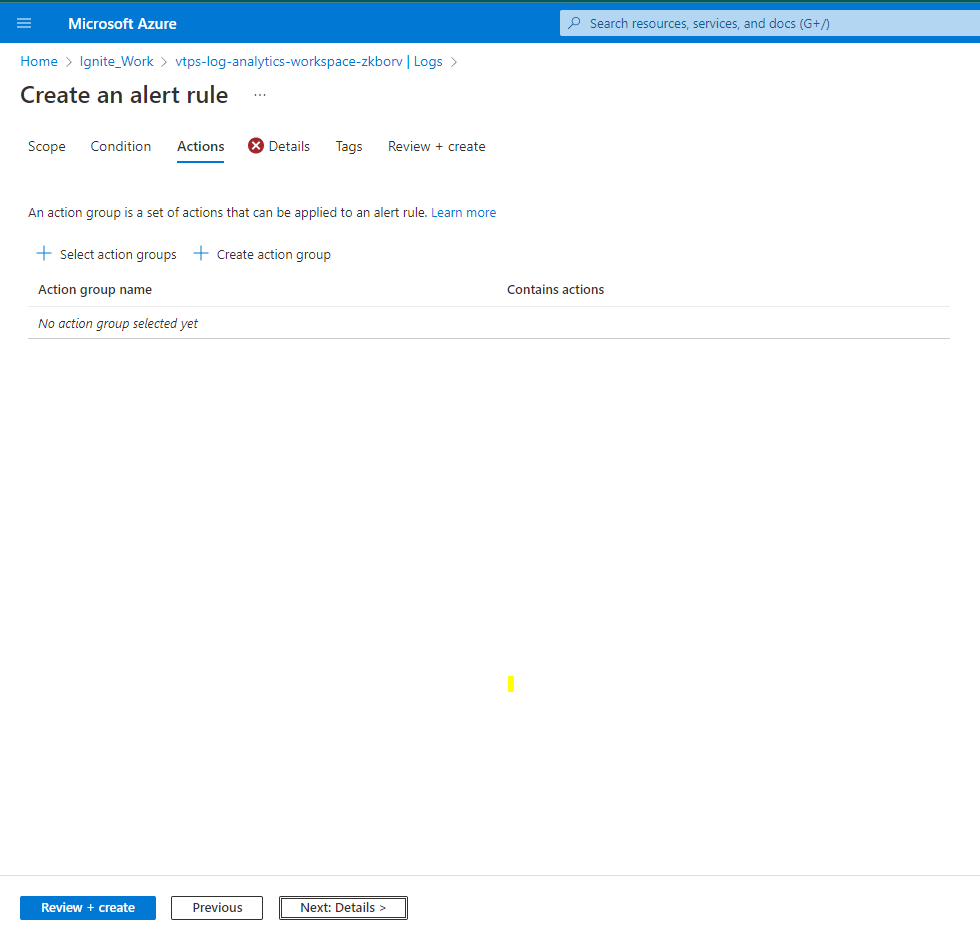 Microsoft Azure
Search resources, services, and docs (G+/)
Home > Ignite_Work > vtps-log-analytics-workspace-zkborv | Logs >
Create an alert rule ...
Scope Condition Actions Details Tags Review + create
An action group is a set of actions that can be applied to an alert rule. Learn more
+ Select action groups + Create action group
Action group name Contains actions
No action group selected yet
Review + create Previous Next: Details >